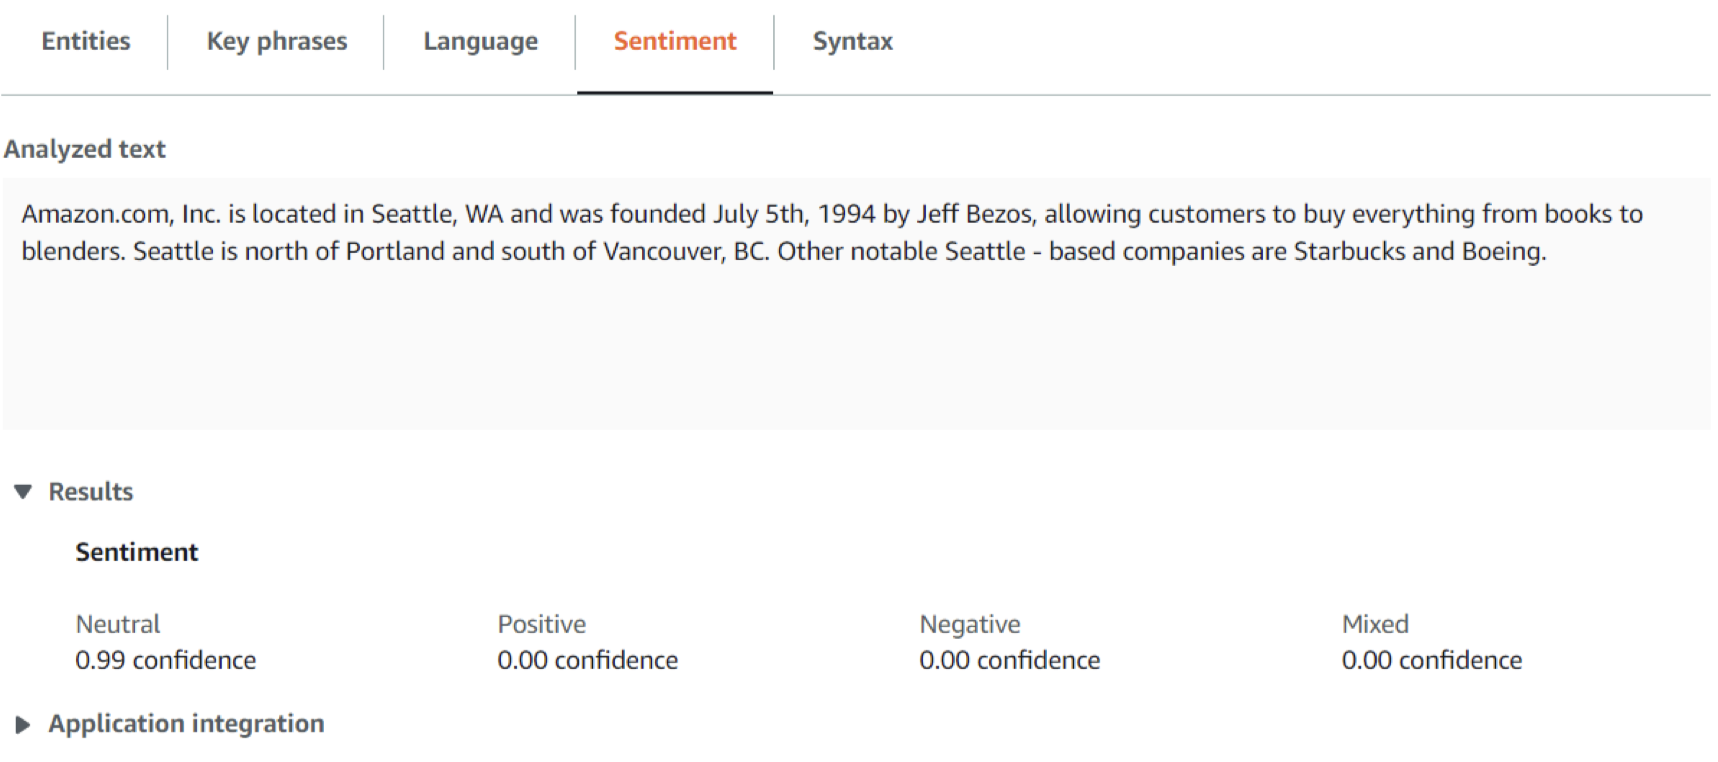 Entities Key phrases Language Sentiment Syntax
Analyzed text
Amazon.com, Inc. is located in Seattle, WA and was founded July 5th, 1994 by Jeff Bezos, allowing customers to buy everything from books to
blenders. Seattle is north of Portland and south of Vancouver, BC. Other notable Seattle - based companies are Starbucks and Boeing.
Results
Sentiment
Neutral Positive Negative Mixed
0.99 confidence 0.00 confidence 0.00 confidence 0.00 confidence
Application integration